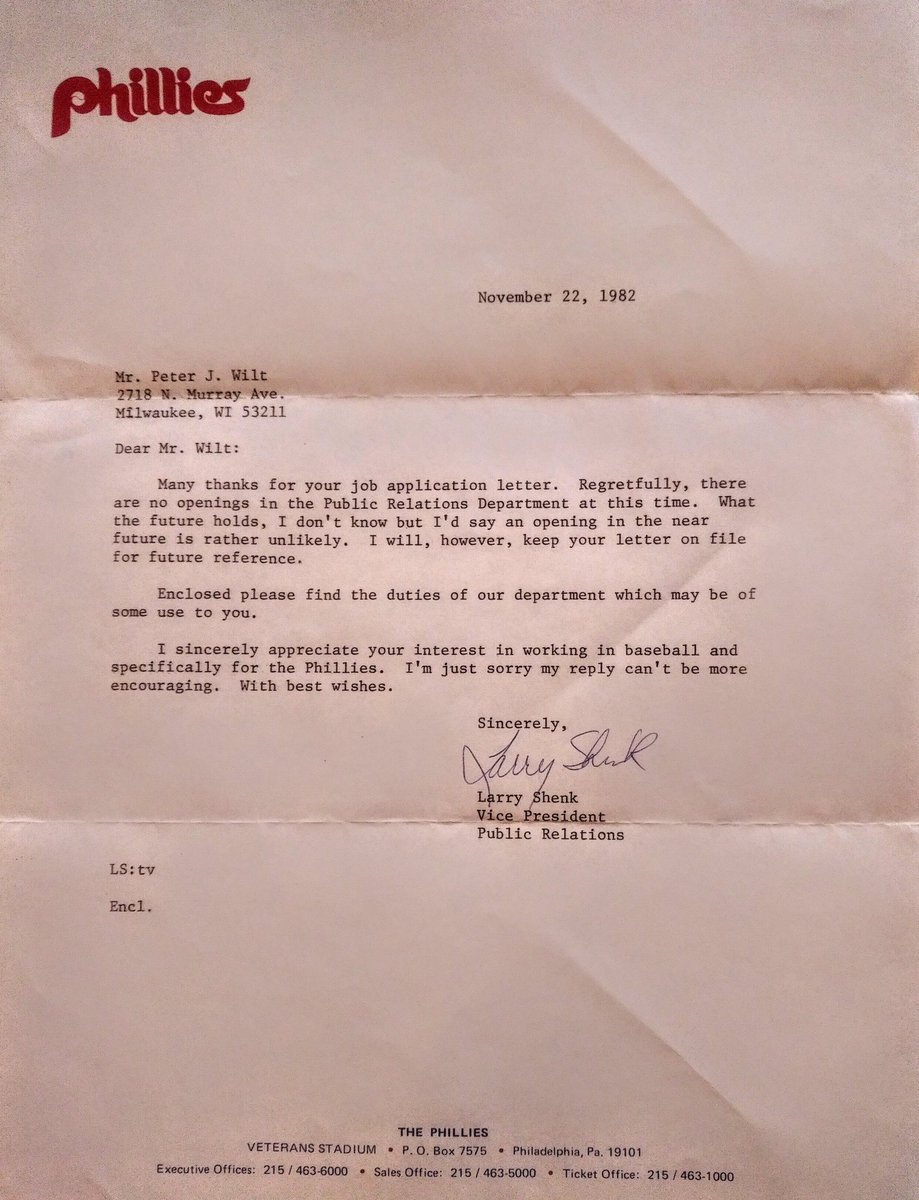 Phillies
November 22, 1982
Mr. Peter J. Wilt
2718 N. Murray Ave.
Milwaukee, WI 53211
Dear Mr. Wilt:
Many thanks for your job application letter. Regretfully, there
are no openings in the Public Relations Department at this time. What
the future holds, I don't know but I'd say an opening in the near
future is rather unlikely. I will, however, keep your letter on file
for future reference.
Enclosed please find the duties of our department which may be of
some use to you.
I sincerely appreciate your interest in working in baseball and
specifically for the Phillies. I'm just sorry my reply can't be more
encouraging. With best wishes.
Sincerely,
Larry Shenk
Larry Shenk
Vice President
Public Relations
LS:tv
Encl.
THE PHILLIES
VETERANS STADIUM • P. O. Box 7575 • Philadelphia, Pa. 19101
Executive Offices: 215 / 463-6000 • Sales Office: 215 / 463-5000 • Ticket Office: 215 / 463-1000